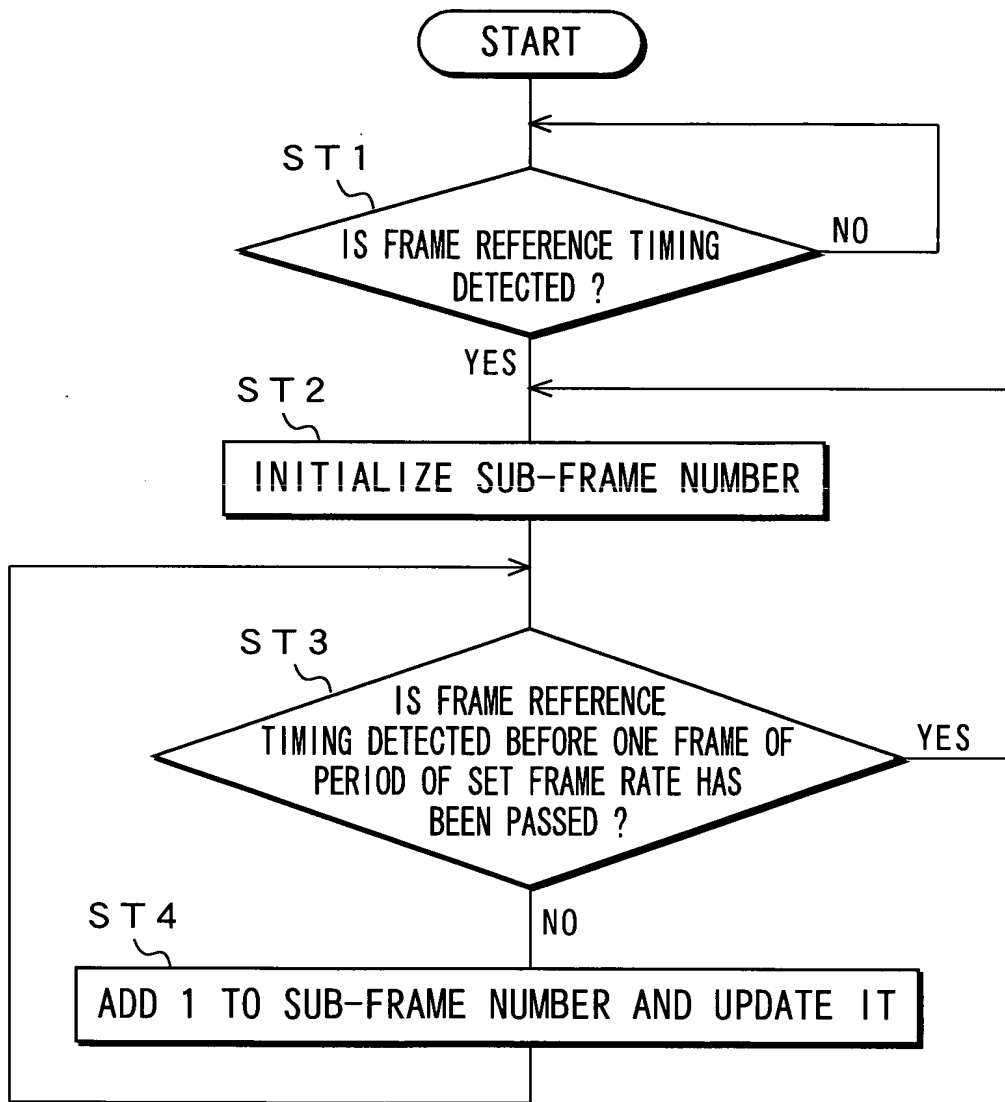 START
ST1
IS FRAME REFERENCE TIMING
DETECTED ?
NO
YES
ST2
INITIALIZE SUB-FRAME NUMBER
ST3
IS FRAME REFERENCE
TIMING DETECTED BEFORE ONE FRAME OF
PERIOD OF SET FRAME RATE HAS
BEEN PASSED ?
YES
NO
ST4
ADD 1 TO SUB-FRAME NUMBER AND UPDATE IT